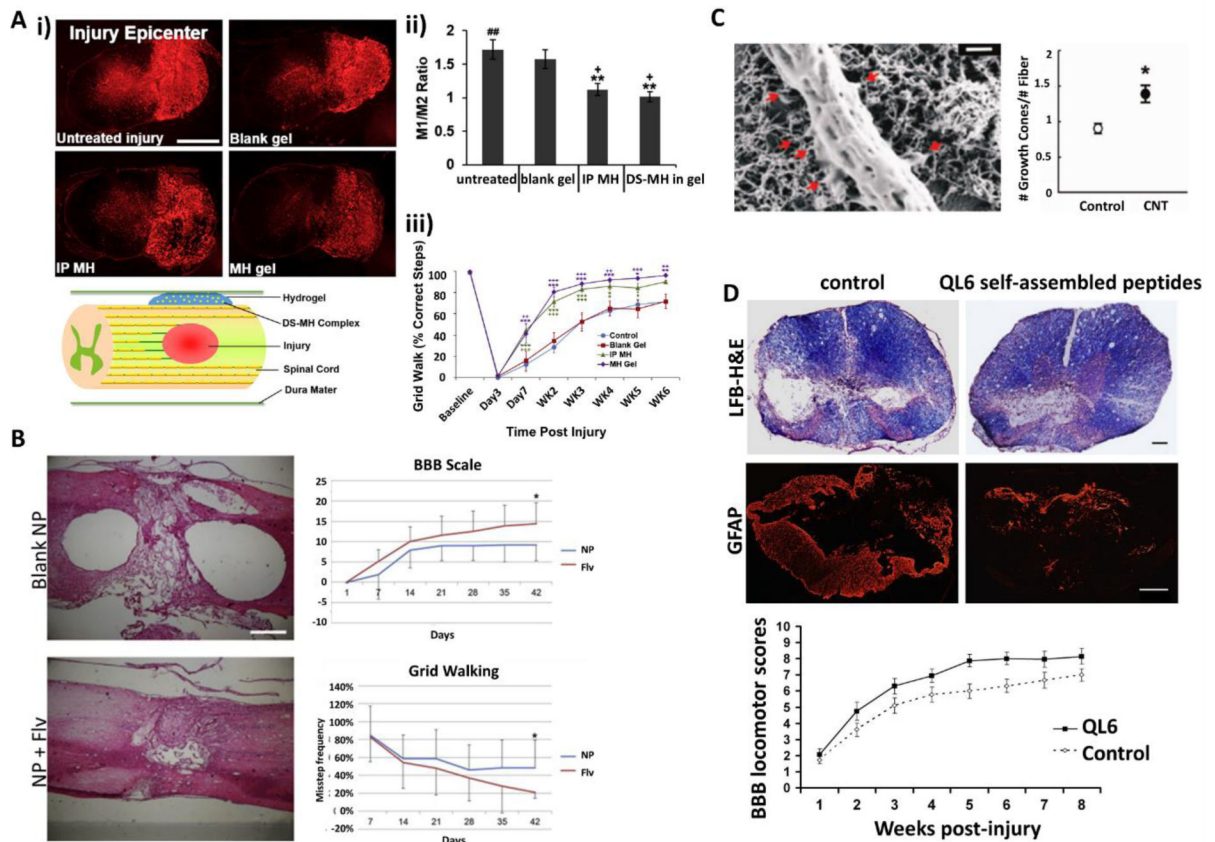 A
i)
Injury Epicenter
Untreated injury
Blank gel
IP MH
MH gel
Hydrogel
DS-MH Complex
Injury
Spinal Cord
Dura Mater
ii)
M1/M2 Ratio
2
1.5
1
0.5
0
##
+
**
+
**
untreated
blank gel
IP MH
DS-MH in gel
iii)
Grid Walk (% Correct Steps)
100
80
60
40
20
0
Control
Blank Gel
IP MH
MH Gel
Baseline
Day3
Day7
WK2
WK3
WK4
WK5
WK6
Time Post Injury
B
Blank NP
NP + Flv
BBB Scale
25
20
15
10
5
0
-5
-10
*
NP
Flv
1 7 14 21 28 35 42
Days
Grid Walking
Misstep frequency
140%
120%
100%
80%
60%
40%
20%
0%
-20%
*
NP
Flv
7 14 21 28 35 42
Days
C
# Growth Cones/# Fiber
2
1.5
1
0.5
*
Control
CNT
D
control
QL6 self-assembled peptides
LFB-H&E
GFAP
BBB locomotor scores
9
8
7
6
5
4
3
2
1
0
QL6
Control
1 2 3 4 5 6 7 8
Weeks post-injury